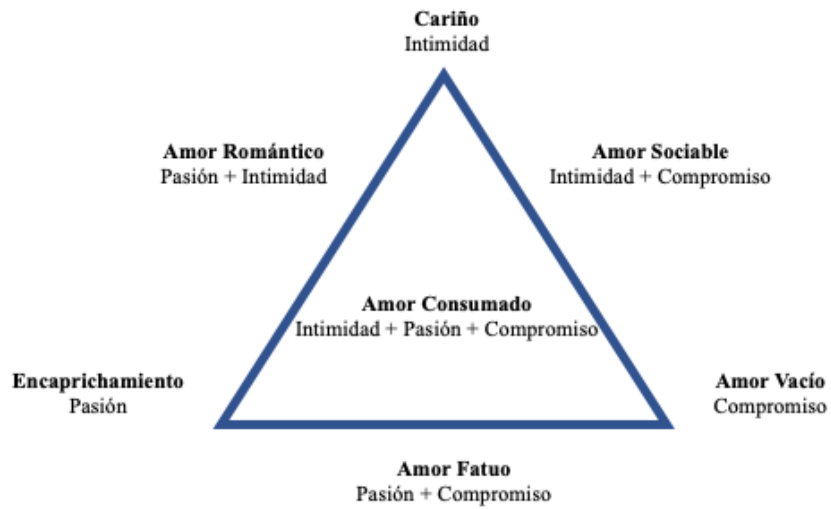 Cariño
Intimidad
Amor Romántico
Pasión + Intimidad
Amor Sociable
Intimidad + Compromiso
Amor Consumado
Intimidad + Pasión + Compromiso
Encaprichamiento
Pasión
Amor Vacío
Compromiso
Amor Fatuo
Pasión + Compromiso